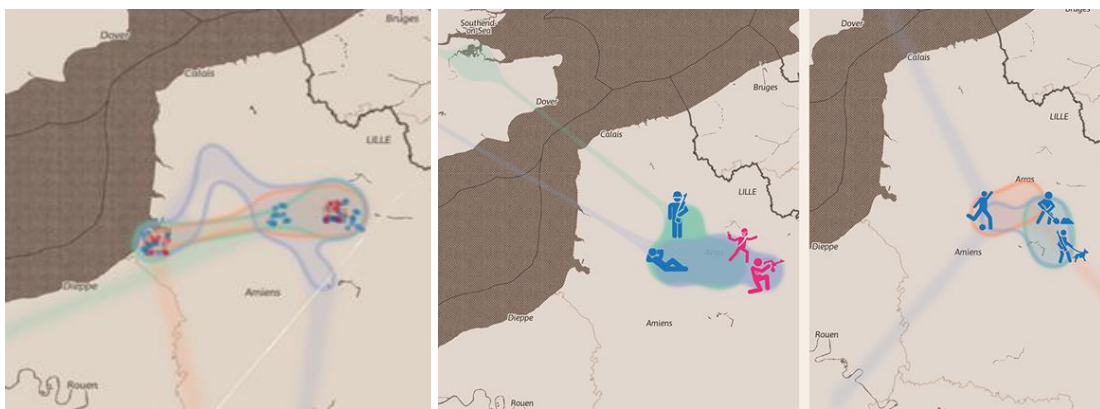 Bruges
Dover
Calais
LILLE
Dieppe
Amiens
Rouen
Southend-
on Sea
Bruges
Dover
Calais
LILLE
Arras
Dieppe
Amiens
Rouen
Bruges
Dover
Calais
LILLE
Arras
Dieppe
Amiens
Rouen